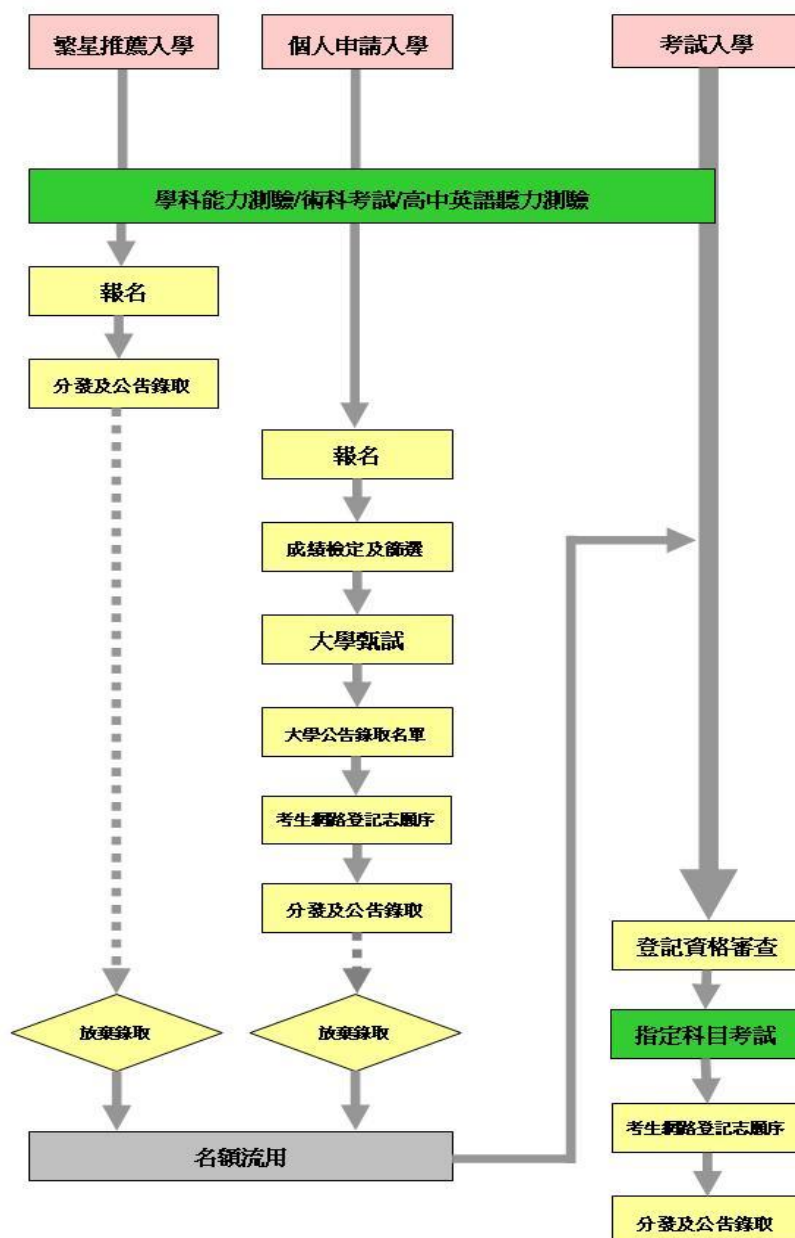 繁星推薦入學
個人申請入學
考試入學
學科能力測驗/術科考試/高中英語聽力測驗
報名
分發及公告錄取
報名
成績檢定及篩選
大學甄試
大學公告錄取名單
考生網路登記志願序
分發及公告錄取
放棄錄取
放棄錄取
名額流用
登記資格審查
指定科目考試
考生網路登記志願序
分發及公告錄取